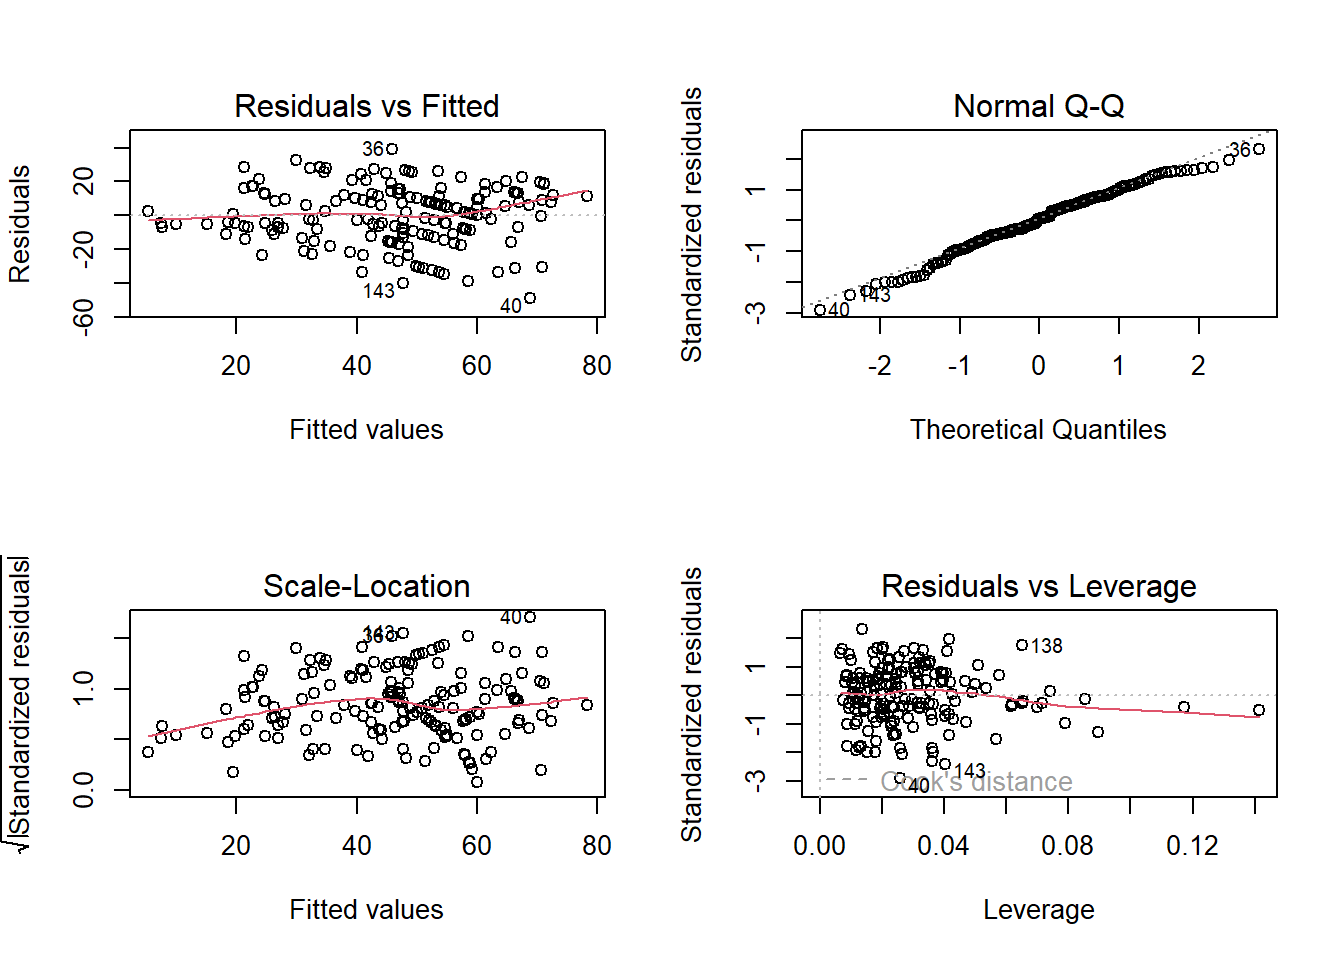 Residuals vs Fitted
Residuals
20
-20
-60
36
143
40
20 40 60 80
Fitted values
Normal Q-Q
Standardized residuals
1
-1
-3
36
143
40
-2 -1 0 1 2
Theoretical Quantiles
Scale-Location
√|Standardized residuals|
1.0
0.0
40
143
36
20 40 60 80
Fitted values
Residuals vs Leverage
Standardized residuals
1
-1
-3
138
143
Cook's distance
40
0.00 0.04 0.08 0.12
Leverage